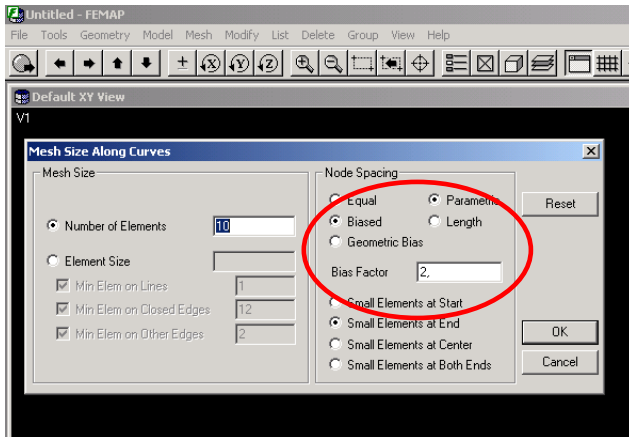 Untitled - FEMAP
File Tools Geometry Model Mesh Modify List Delete Group View Help
Default XY View
V1
Mesh Size Along Curves
Mesh Size
Number of Elements 10
Element Size
Min Elem on Lines 1
Min Elem on Closed Edges 12
Min Elem on Other Edges 2
Node Spacing
Equal Parametric
Biased Length
Geometric Bias
Bias Factor 2,
Small Elements at Start
Small Elements at End
Small Elements at Center
Small Elements at Both Ends
Reset
OK
Cancel